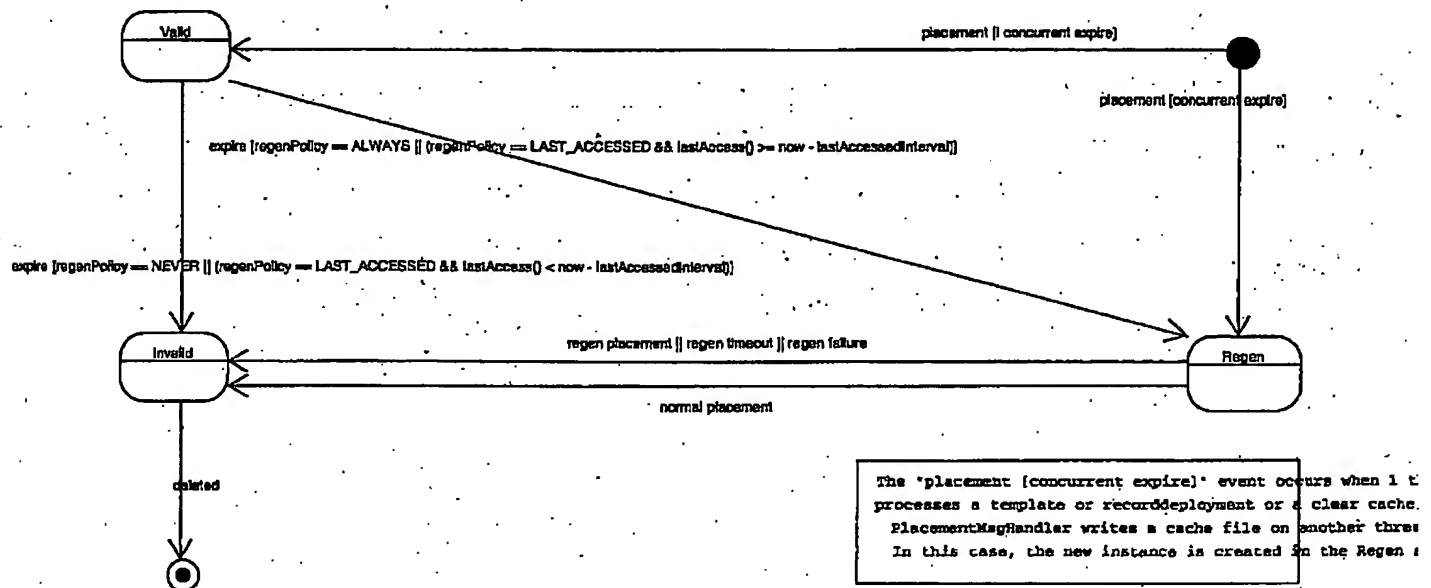 Valid
placement [! concurrent expire]
placement [concurrent expire]
expire [regenPolicy == ALWAYS || (regenPolicy == LAST_ACCESSED && lastAccess() >= now - lastAccessedInterval)]
expire [regenPolicy == NEVER || (regenPolicy == LAST_ACCESSED && lastAccess() < now - lastAccessedInterval)]
Invalid
regen placement || regen timeout || regen failure
Regen
normal placement
deleted
The "placement [concurrent expire]" event occurs when 1 t
processes a template or recorddeployment or a clear cache.
PlacementMsgHandler writes a cache file on another threa
In this case, the new instance is created in the Regen s